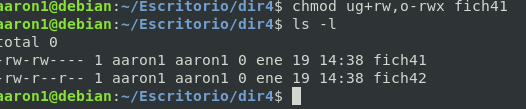 aaron1@debian:~/Escritorio/dir4$ chmod ug+rw,o-rwx fich41
aaron1@debian:~/Escritorio/dir4$ ls -l
total 0
-rw-rw---- 1 aaron1 aaron1 0 ene 19 14:38 fich41
-rw-r--r-- 1 aaron1 aaron1 0 ene 19 14:38 fich42
aaron1@debian:~/Escritorio/dir4$